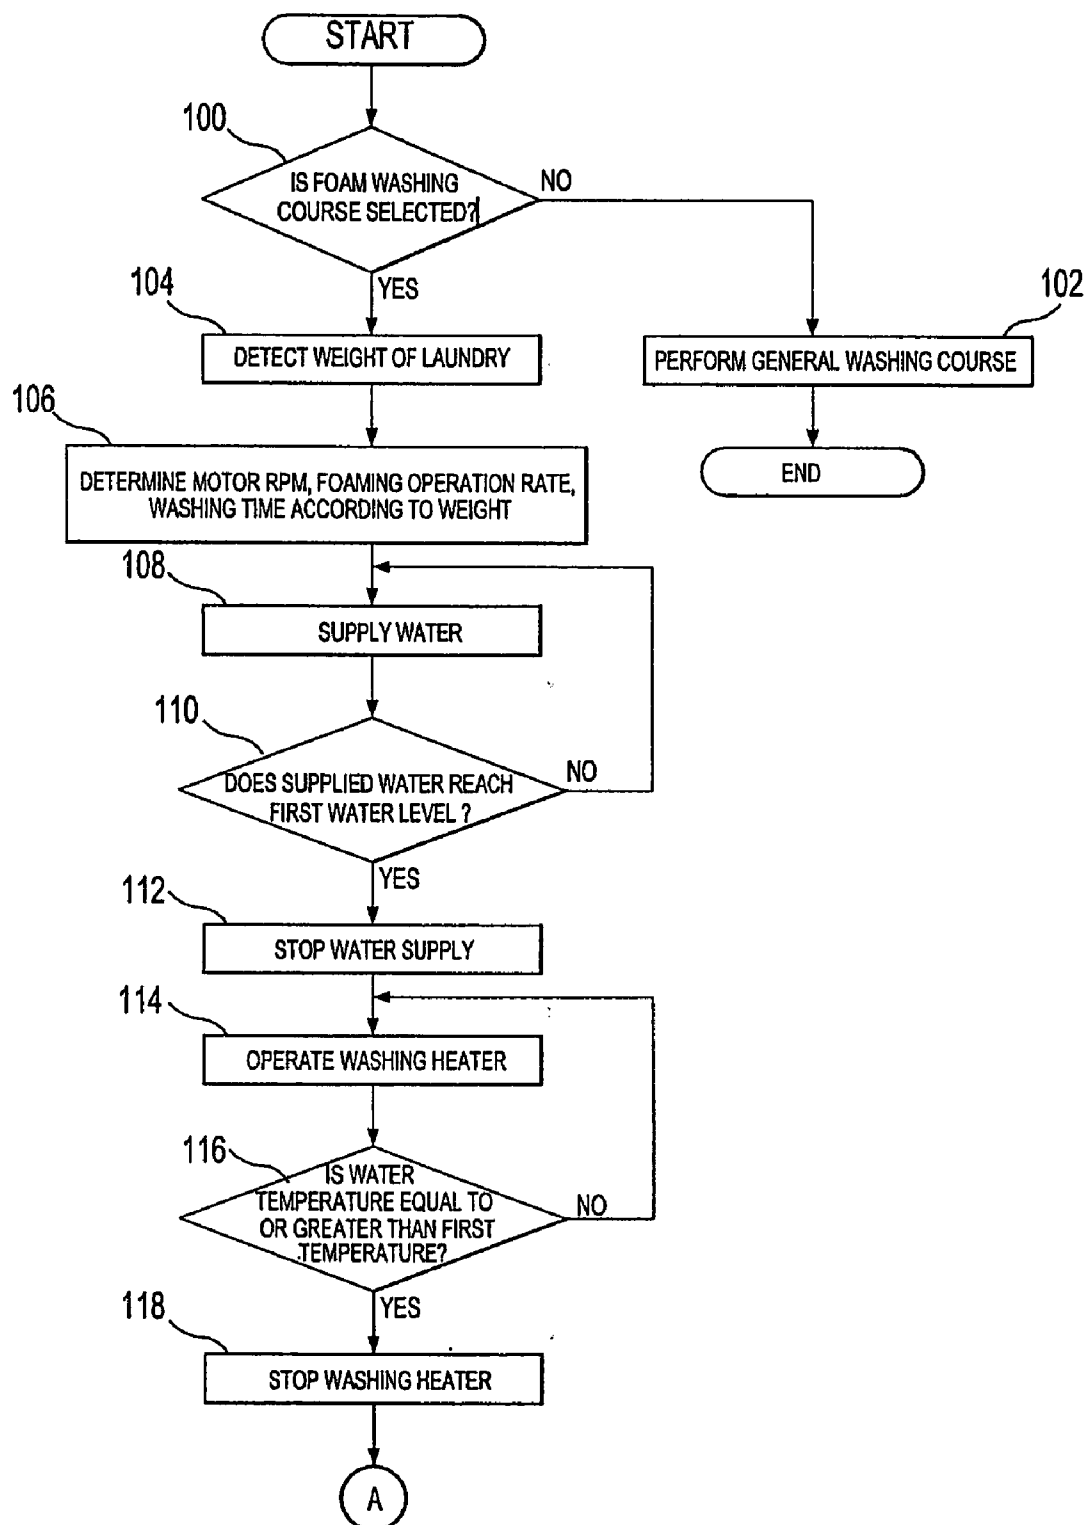 START
100
IS FOAM WASHING
COURSE SELECTED?
NO
YES
104
DETECT WEIGHT OF LAUNDRY
102
PERFORM GENERAL WASHING COURSE
106
DETERMINE MOTOR RPM, FOAMING OPERATION RATE,
WASHING TIME ACCORDING TO WEIGHT
END
108
SUPPLY WATER
110
DOES SUPPLIED WATER REACH
FIRST WATER LEVEL ?
NO
YES
112
STOP WATER SUPPLY
114
OPERATE WASHING HEATER
116
IS WATER
TEMPERATURE EQUAL TO
OR GREATER THAN FIRST
TEMPERATURE?
NO
YES
118
STOP WASHING HEATER
A